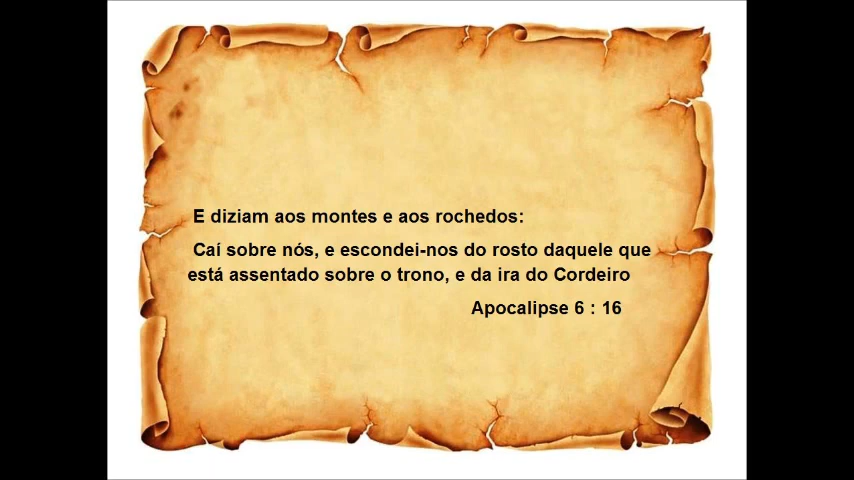 E diziam aos montes e aos rochedos:
Caí sobre nós, e escondei-nos do rosto daquele que
está assentado sobre o trono, e da ira do Cordeiro
Apocalipse 6 : 16